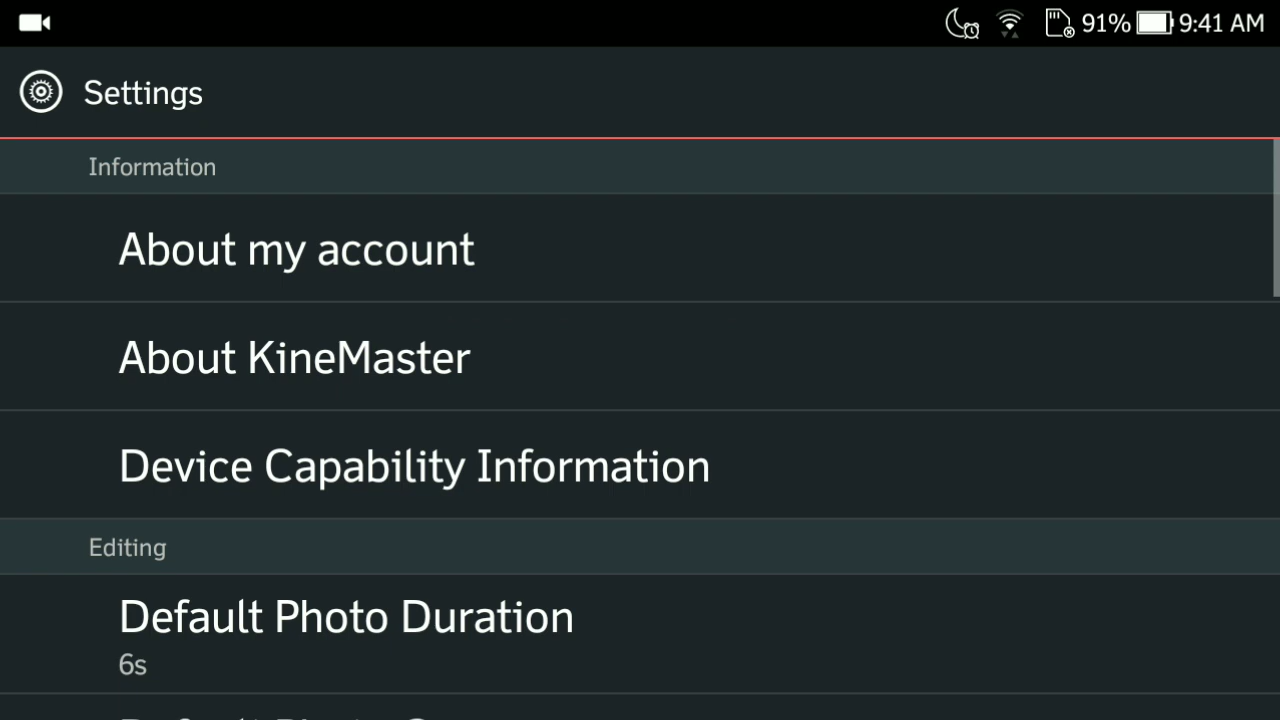 91% 9:41 AM
Settings
Information
About my account
About KineMaster
Device Capability Information
Editing
Default Photo Duration
6s